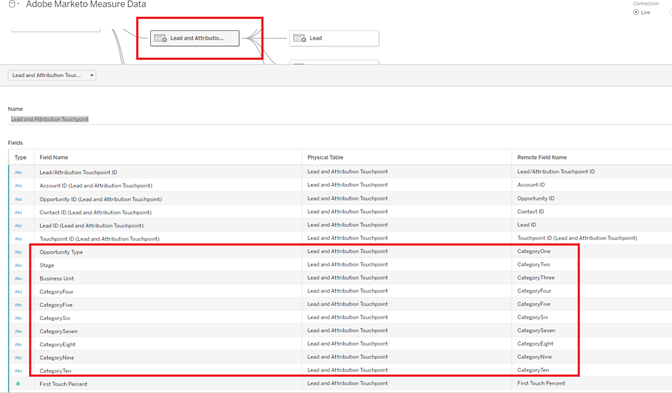 Adobe Marketo Measure Data
Connection
Live
Lead and Attributio...
Lead
Lead and Attribution Touc...
Name
Lead and Attribution Touchpoint
Fields
Type Field Name Physical Table Remote Field Name
Abc Lead/Attribution Touchpoint ID Lead and Attribution Touchpoint Lead/Attribution Touchpoint ID
Abc Account ID (Lead and Attribution Touchpoint) Lead and Attribution Touchpoint Account ID
Abc Opportunity ID (Lead and Attribution Touchpoint) Lead and Attribution Touchpoint Opportunity ID
Abc Contact ID (Lead and Attribution Touchpoint) Lead and Attribution Touchpoint Contact ID
Abc Lead ID (Lead and Attribution Touchpoint) Lead and Attribution Touchpoint Lead ID
Abc Touchpoint ID (Lead and Attribution Touchpoint) Lead and Attribution Touchpoint Touchpoint ID (Lead and Attribution Touchpoint)
Abc Opportunity Type Lead and Attribution Touchpoint CategoryOne
Abc Stage Lead and Attribution Touchpoint CategoryTwo
Abc Business Unit Lead and Attribution Touchpoint CategoryThree
Abc CategoryFour Lead and Attribution Touchpoint CategoryFour
Abc CategoryFive Lead and Attribution Touchpoint CategoryFive
Abc CategorySix Lead and Attribution Touchpoint CategorySix
Abc CategorySeven Lead and Attribution Touchpoint CategorySeven
Abc CategoryEight Lead and Attribution Touchpoint CategoryEight
Abc CategoryNine Lead and Attribution Touchpoint CategoryNine
Abc CategoryTen Lead and Attribution Touchpoint CategoryTen
First Touch Percent Lead and Attribution Touchpoint First Touch Percent